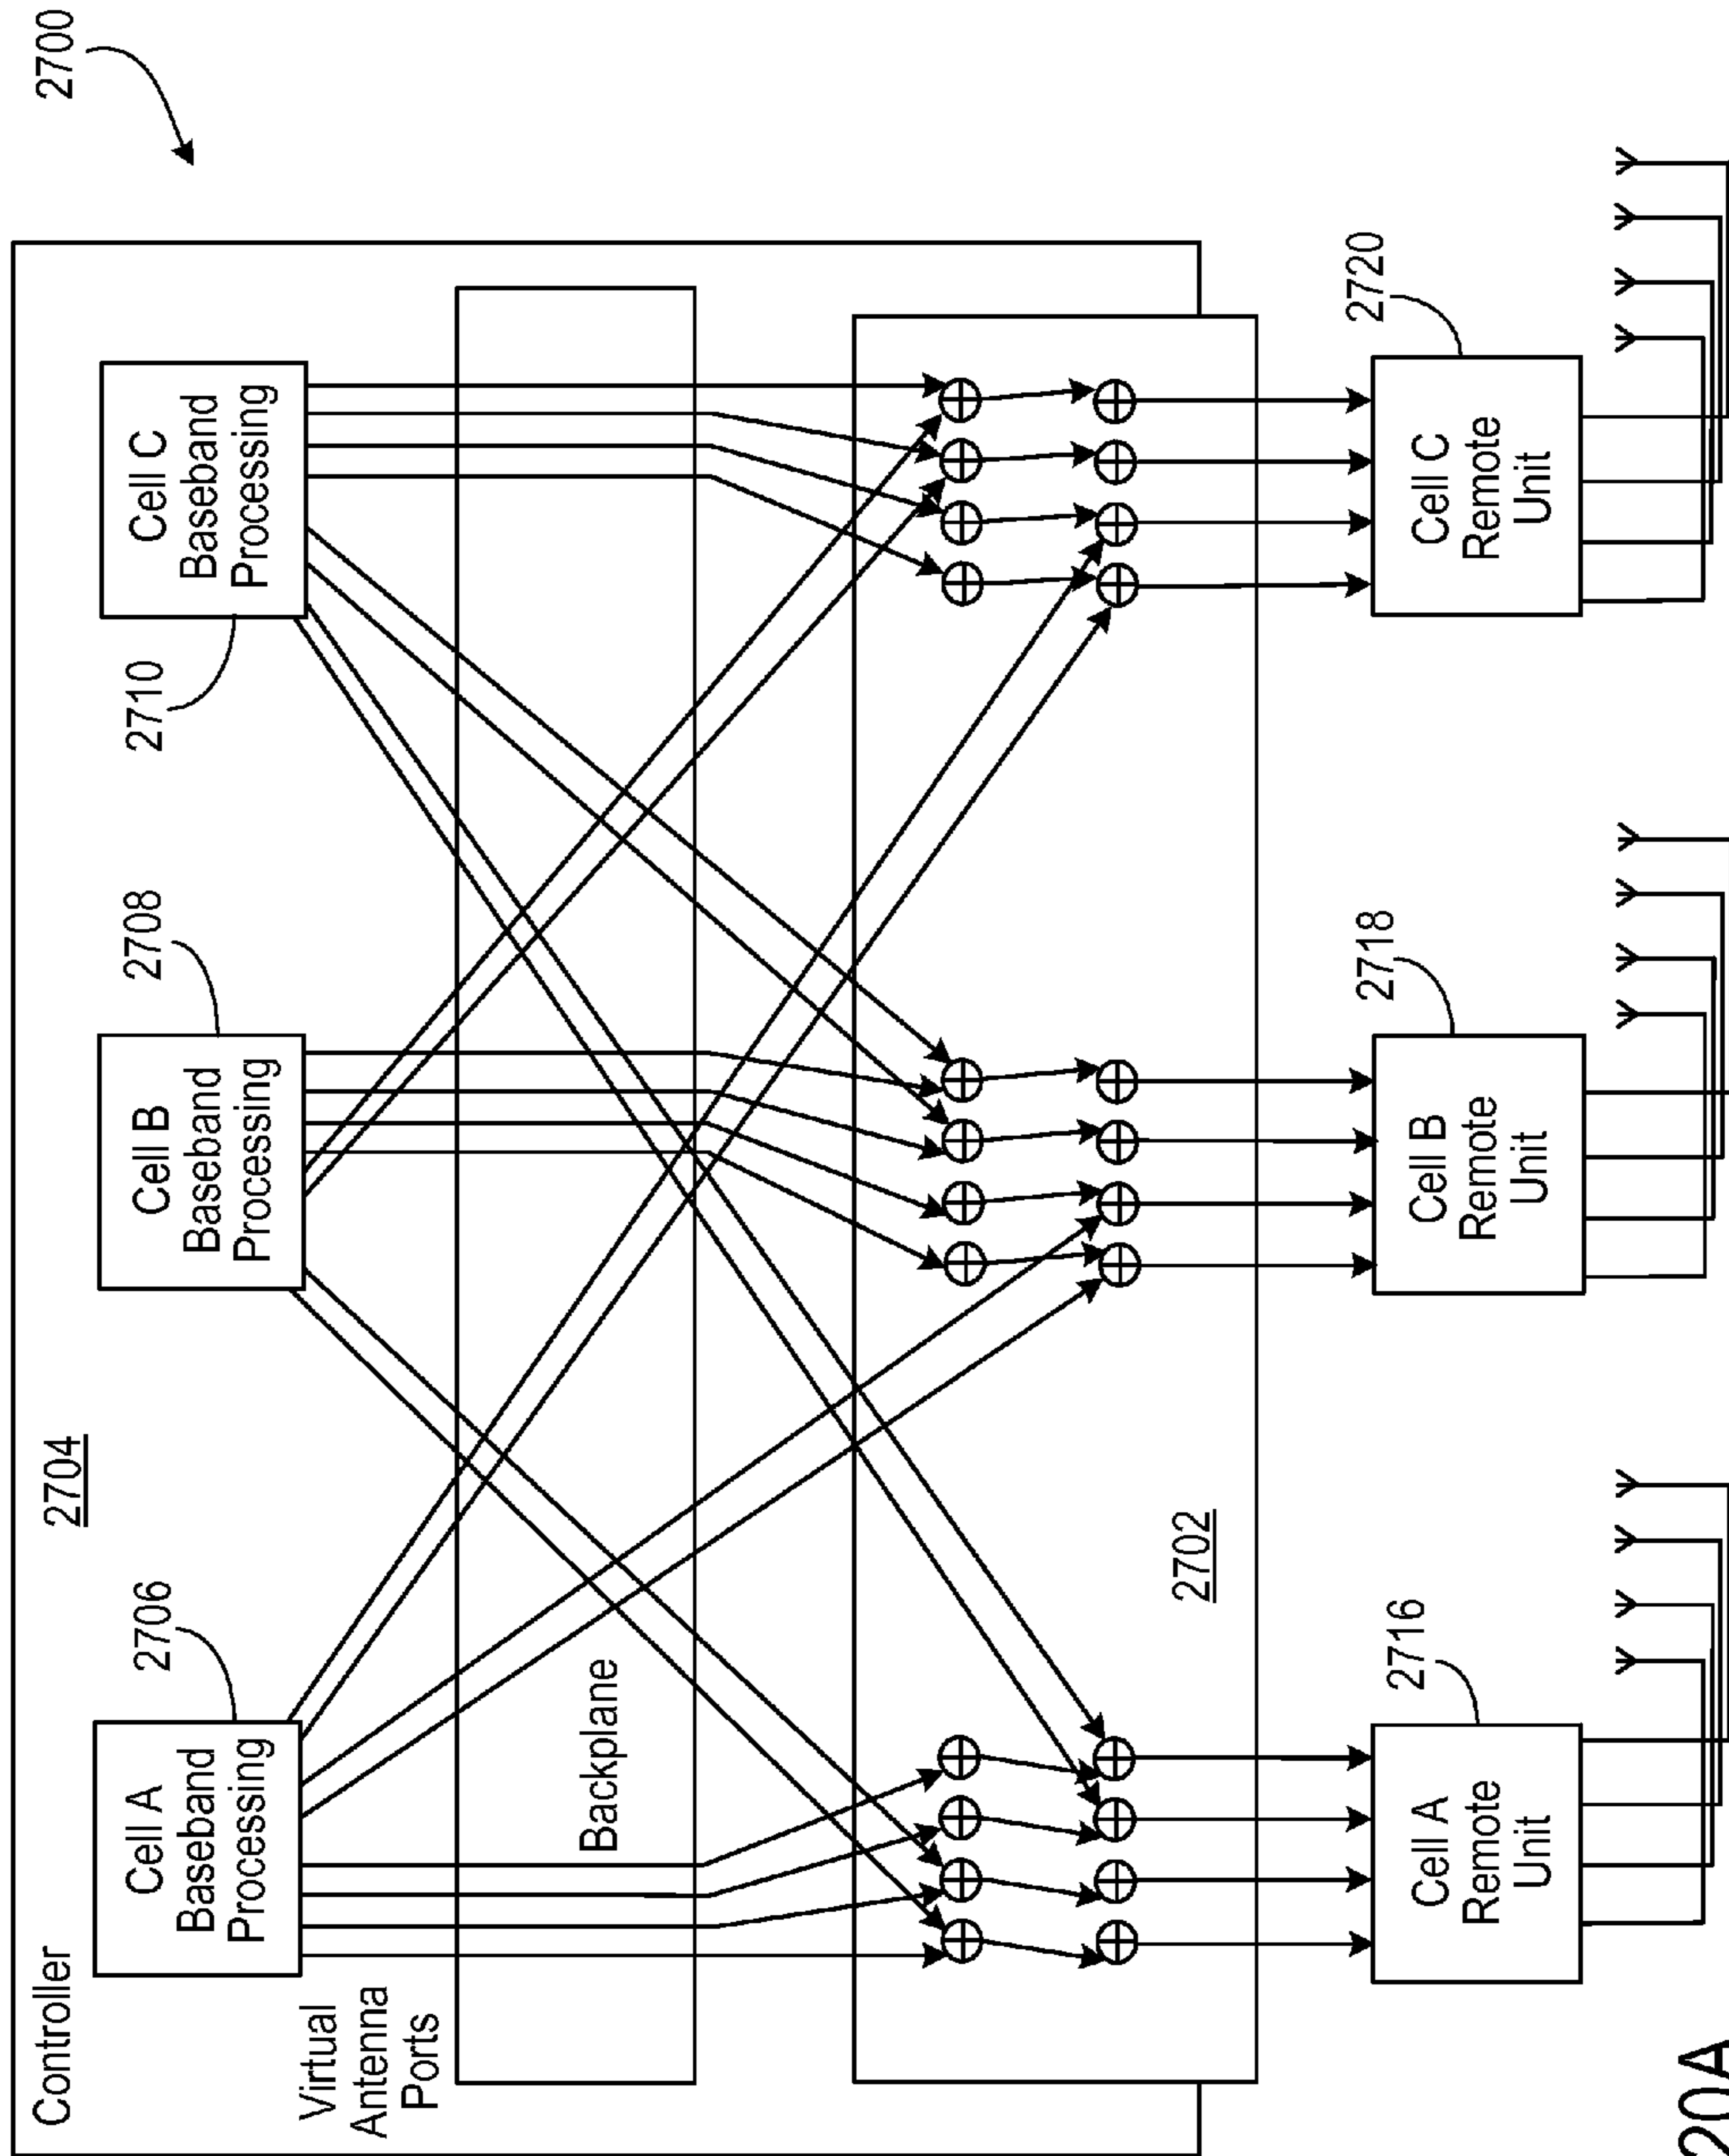 2700
Controller
2704
2706
2708
2710
Cell A
Baseband
Processing
Cell B
Baseband
Processing
Cell C
Baseband
Processing
Virtual
Antenna
Ports
Backplane
2702
2716
2718
2720
Cell A
Remote
Unit
Cell B
Remote
Unit
Cell C
Remote
Unit
20A